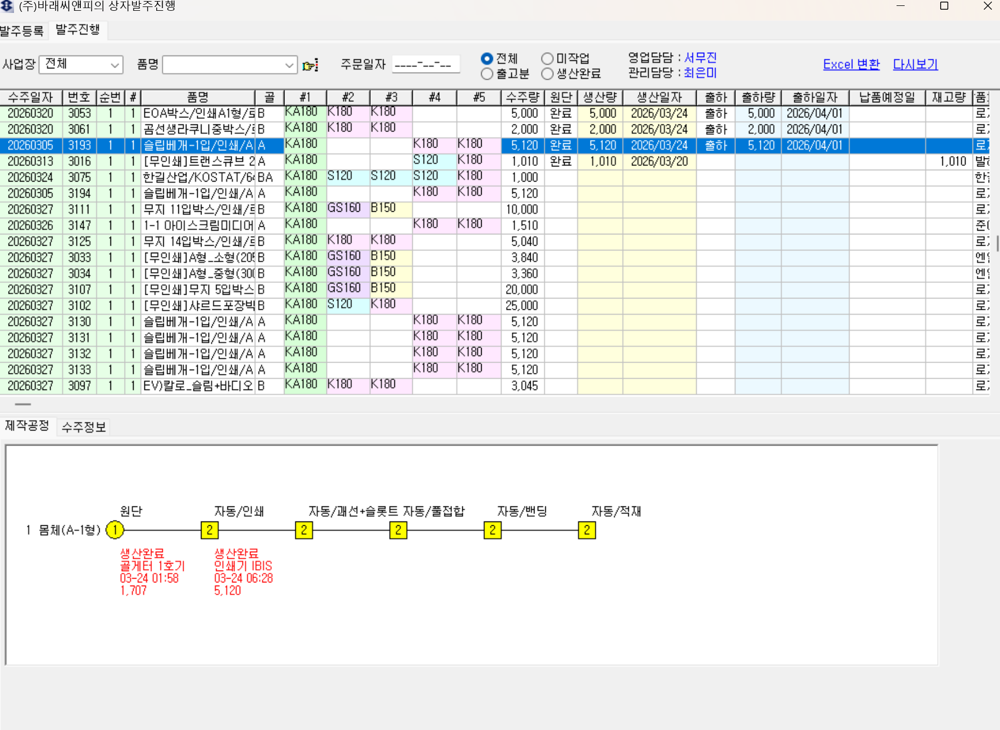 (주)바래씨앤피의 상자발주진행
발주등록 발주진행
사업장 전체 품명 주문일자 ____-__-__ 전체 미작업 영업담담 : 서무진 Excel 변환 다시보기
출고분 생산완료 관리담당 : 최은미
수주일자 번호 순번 # 품명 골 #1 #2 #3 #4 #5 수주량 원단 생산량 생산일자 출하 출하량 출하일자 납품예정일 재고량
20260320 3053 1 1 EOA박스/인쇄A1형/ B KA180 K180 K180 5,000 완료 5,000 2026/03/24 출하 5,000 2026/04/01
20260320 3061 1 1 곰선생라쿠니중박스/ B KA180 K180 K180 2,000 완료 2,000 2026/03/24 출하 2,000 2026/04/01
20260305 3193 1 1 슬립베개-1입/인쇄/A A KA180 K180 K180 5,120 완료 5,120 2026/03/24 출하 5,120 2026/04/01
20260313 3016 1 1 [무인쇄]트랜스큐브 2 A KA180 S120 K180 1,010 완료 1,010 2026/03/20 1,010
20260324 3075 1 1 한길산업/KOSTAT/64 BA KA180 S120 S120 S120 K180 1,000
20260305 3194 1 1 슬립베개-1입/인쇄/A A KA180 K180 K180 5,120
20260327 3111 1 1 무지 11입박스/인쇄/ B KA180 GS160 B150 10,000
20260326 3147 1 1 1-1 아이스크림미디어 A KA180 K180 K180 1,510
20260327 3125 1 1 무지 14입박스/인쇄/ B KA180 K180 K180 5,040
20260327 3033 1 1 [무인쇄]A형_소형(205 B KA180 GS160 B150 3,840
20260327 3034 1 1 [무인쇄]A형_중형(300 B KA180 GS160 B150 3,360
20260327 3107 1 1 [무인쇄]무지 5입박스 B KA180 GS160 B150 20,000
20260327 3102 1 1 [무인쇄]샤르드포장박 B KA180 S120 K180 25,000
20260327 3130 1 1 슬립베개-1입/인쇄/A A KA180 K180 K180 5,120
20260327 3131 1 1 슬립베개-1입/인쇄/A A KA180 K180 K180 5,120
20260327 3132 1 1 슬립베개-1입/인쇄/A A KA180 K180 K180 5,120
20260327 3133 1 1 슬립베개-1입/인쇄/A A KA180 K180 K180 5,120
20260327 3097 1 1 EV)칼로_슬림+바디오 B KA180 K180 K180 3,045
제작공정 수주정보
원단 자동/인쇄 자동/괘선+슬롯트 자동/풀접합 자동/밴딩 자동/적재
1 몸체(A-1형) 1 2 2 2 2 2
생산완료 생산완료
골게터 1호기 인쇄기 IBIS
03-24 01:58 03-24 06:28
1,707 5,120